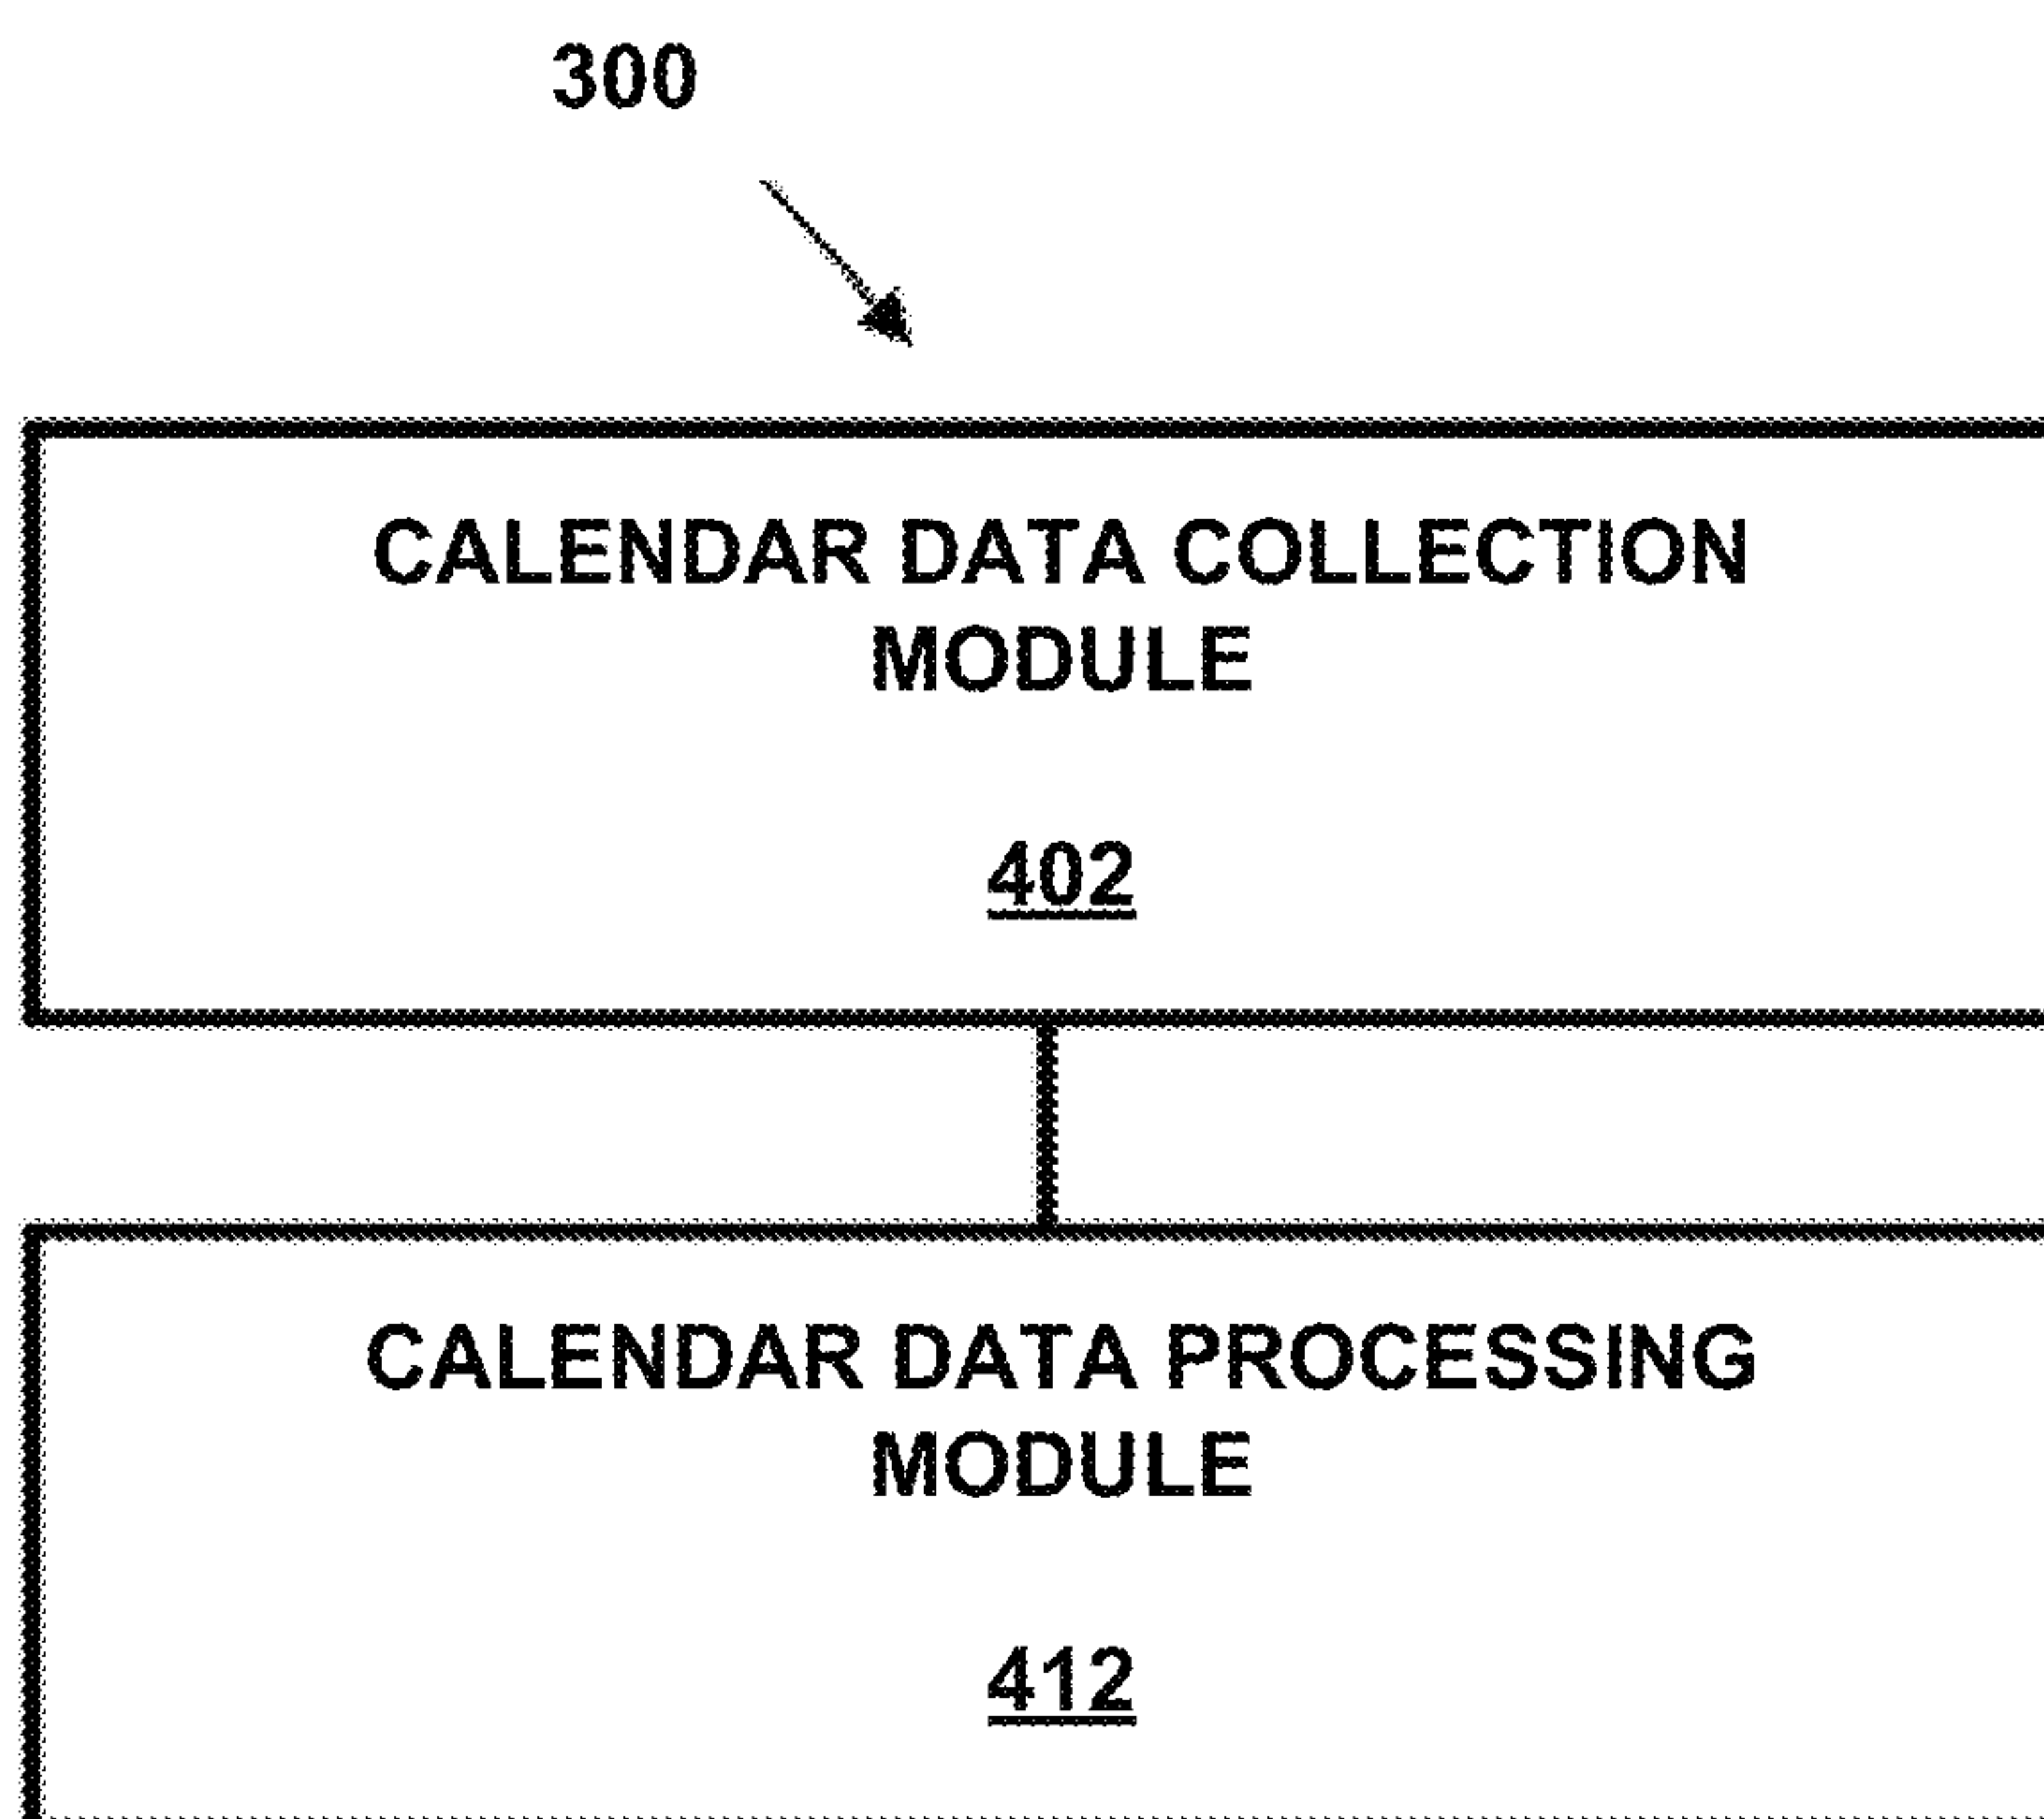 300
CALENDAR DATA COLLECTION
MODULE
402
CALENDAR DATA PROCESSING
MODULE
412